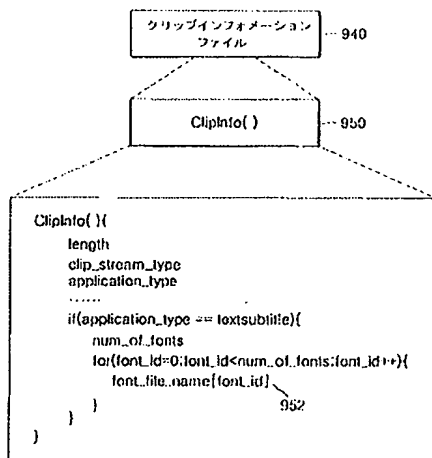 クリップインフォメーション
ファイル
940
ClipInfo( )
950
ClipInfo( ){
length
clip_stream_type
application_type
......
if(application_type == textsubtitle){
num_of_fonts
for(font_id=0;font_id<num_of_fonts;font_id++){
font_file_name[font_id]
952
}
}
}